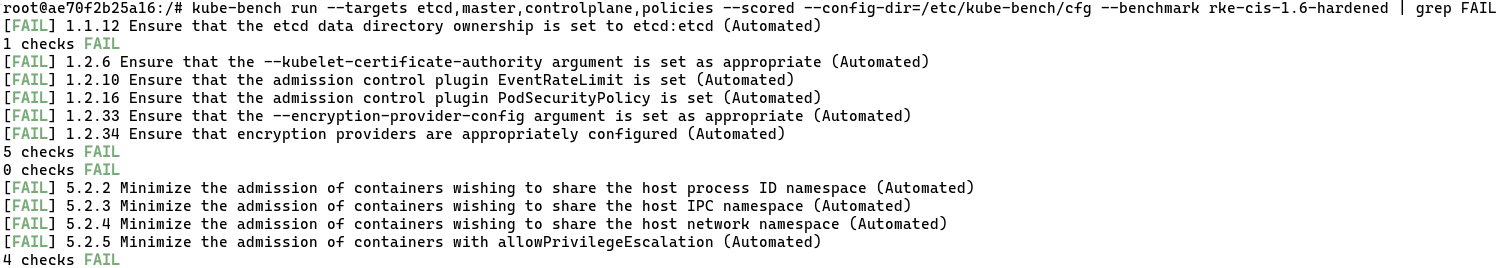 root@ae70f2b25a16:/# kube-bench run --targets etcd,master,controlplane,policies --scored --config-dir=/etc/kube-bench/cfg --benchmark rke-cis-1.6-hardened | grep FAIL
[FAIL] 1.1.12 Ensure that the etcd data directory ownership is set to etcd:etcd (Automated)
1 checks FAIL
[FAIL] 1.2.6 Ensure that the --kubelet-certificate-authority argument is set as appropriate (Automated)
[FAIL] 1.2.10 Ensure that the admission control plugin EventRateLimit is set (Automated)
[FAIL] 1.2.16 Ensure that the admission control plugin PodSecurityPolicy is set (Automated)
[FAIL] 1.2.33 Ensure that the --encryption-provider-config argument is set as appropriate (Automated)
[FAIL] 1.2.34 Ensure that encryption providers are appropriately configured (Automated)
5 checks FAIL
0 checks FAIL
[FAIL] 5.2.2 Minimize the admission of containers wishing to share the host process ID namespace (Automated)
[FAIL] 5.2.3 Minimize the admission of containers wishing to share the host IPC namespace (Automated)
[FAIL] 5.2.4 Minimize the admission of containers wishing to share the host network namespace (Automated)
[FAIL] 5.2.5 Minimize the admission of containers with allowPrivilegeEscalation (Automated)
4 checks FAIL